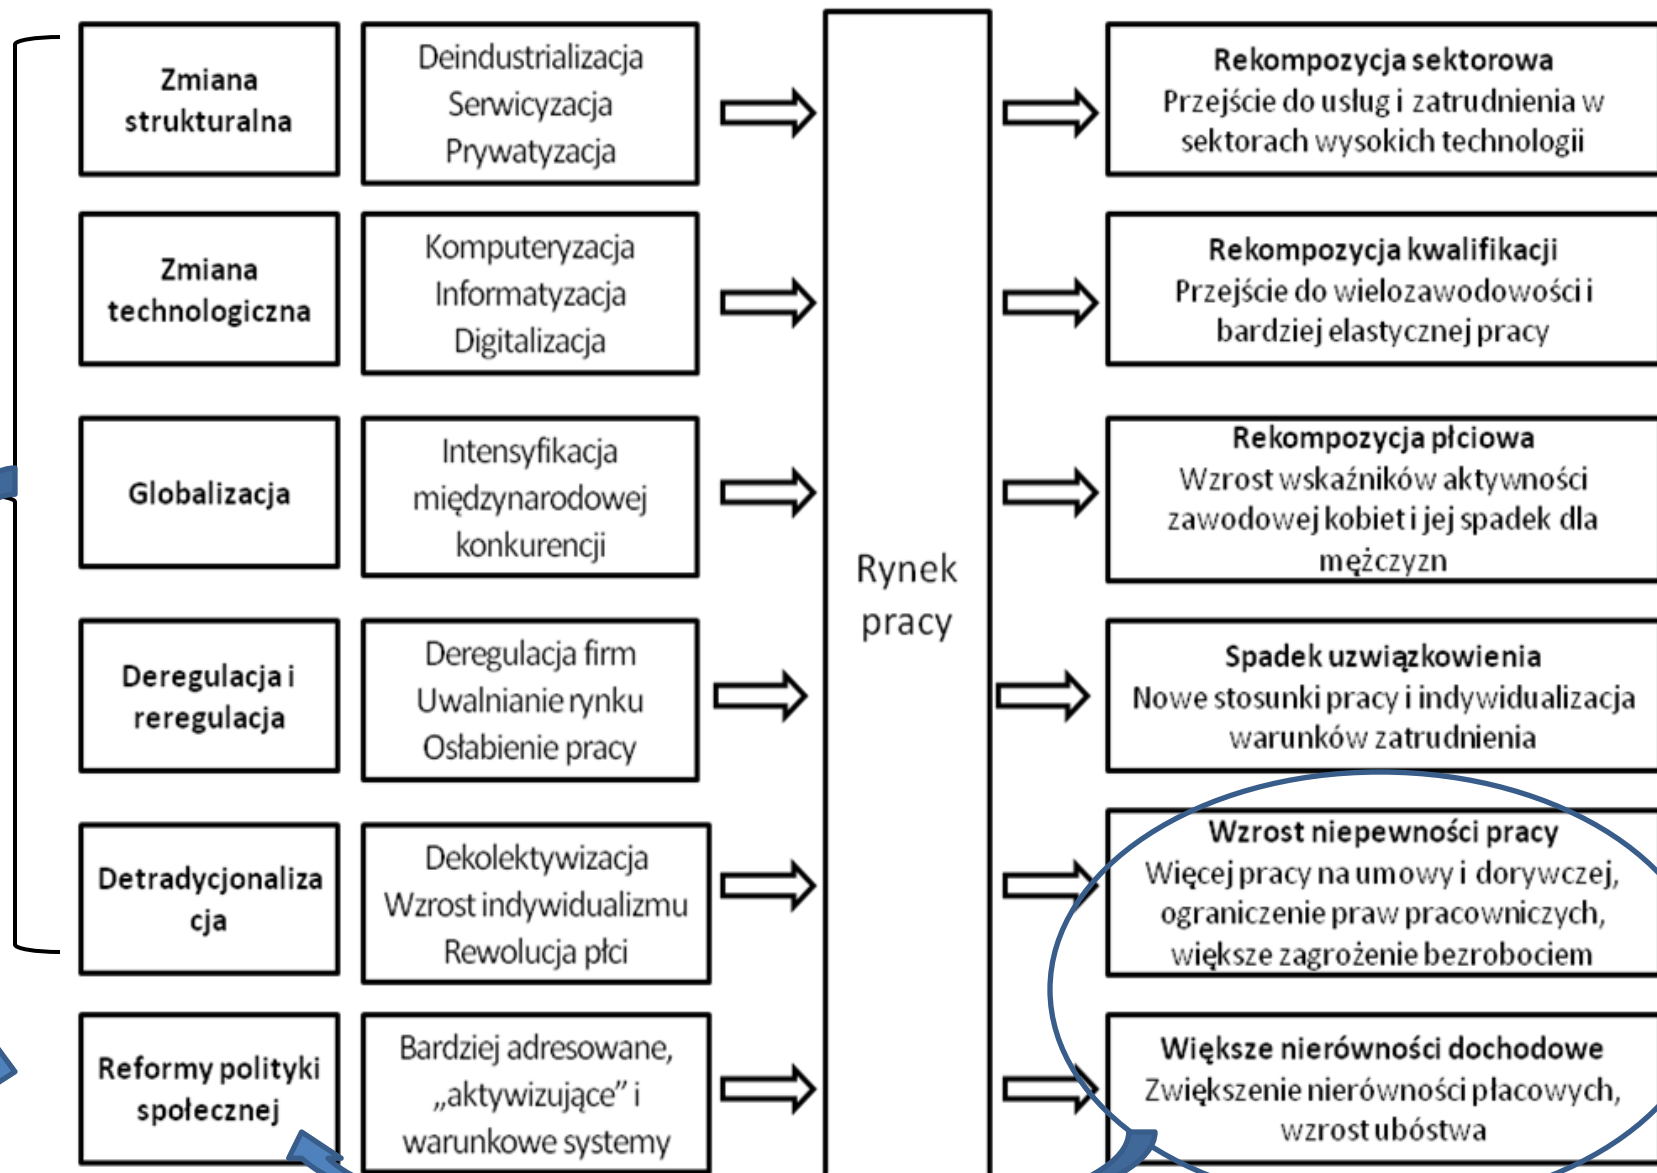 Zmiana
strukturalna
Deindustrializacja
Serwicyzacja
Prywatyzacja
Rekompozycja sektorowa
Przejście do usług i zatrudnienia w
sektorach wysokich technologii
Zmiana
technologiczna
Komputeryzacja
Informatyzacja
Digitalizacja
Rekompozycja kwalifikacji
Przejście do wielozawodowości i
bardziej elastycznej pracy
Globalizacja
Intensyfikacja
międzynarodowej
konkurencji
Rynek
pracy
Rekompozycja płciowa
Wzrost wskaźników aktywności
zawodowej kobiet i jej spadek dla
mężczyzn
Deregulacja i
reregulacja
Deregulacja firm
Uwalnianie rynku
Osłabienie pracy
Spadek uzwiązkowienia
Nowe stosunki pracy i indywidualizacja
warunków zatrudnienia
Detradycjonaliza
cja
Dekolektywizacja
Wzrost indywidualizmu
Rewolucja płci
Wzrost niepewności pracy
Więcej pracy na umowy i dorywczej,
ograniczenie praw pracowniczych,
większe zagrożenie bezrobociem
Reformy polityki
społecznej
Bardziej adresowane,
„aktywizujące” i
warunkowe systemy
Większe nierówności dochodowe
Zwiększenie nierówności płacowych,
wzrost ubóstwa